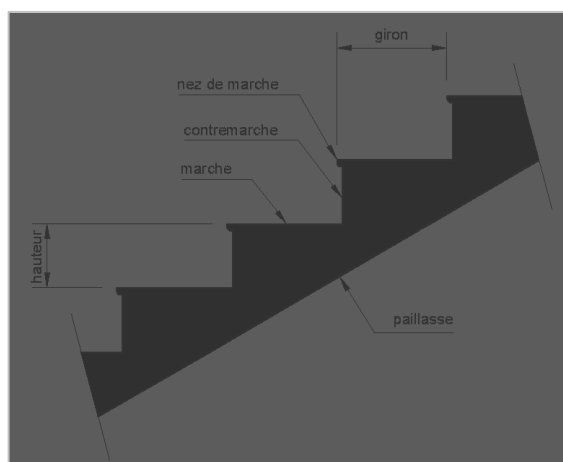 giron
nez de marche
contremarche
marche
hauteur
paillasse